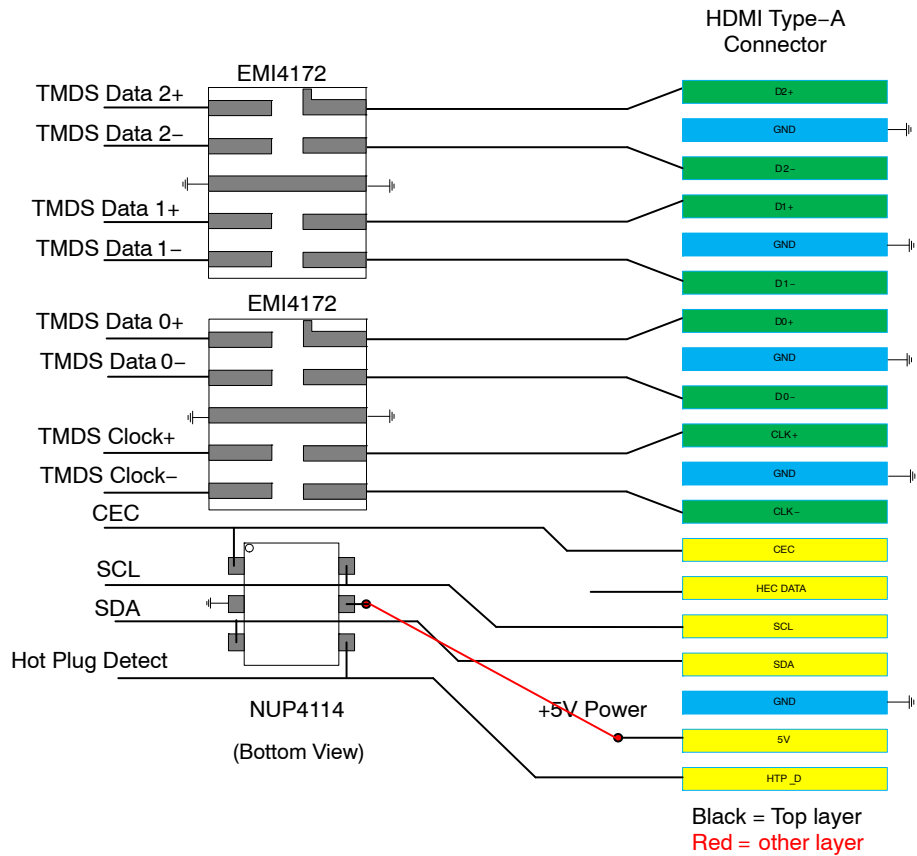 HDMI Type−A
Connector
EMI4172
TMDS Data 2+
TMDS Data 2−
TMDS Data 1+
TMDS Data 1−
EMI4172
TMDS Data 0+
TMDS Data 0−
TMDS Clock+
TMDS Clock−
CEC
SCL
SDA
Hot Plug Detect
NUP4114
(Bottom View)
+5V Power
D2+
GND
D2−
D1+
GND
D1−
D0+
GND
D0−
CLK+
GND
CLK−
CEC
HEC DATA
SCL
SDA
GND
5V
HTP_D
Black = Top layer
Red = other layer